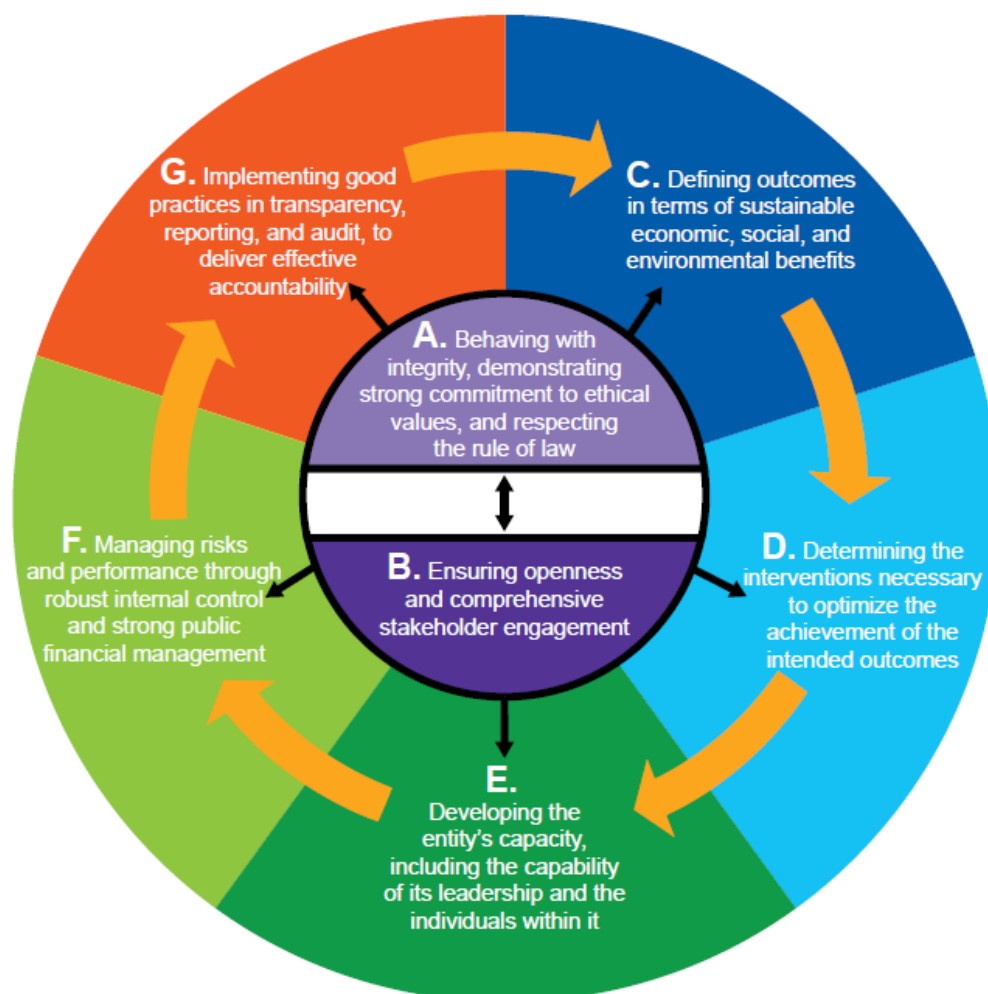 G. Implementing good
practices in transparency,
reporting, and audit, to
deliver effective
accountability
C. Defining outcomes
in terms of sustainable
economic, social, and
environmental benefits
A. Behaving with
integrity, demonstrating
strong commitment to ethical
values, and respecting
the rule of law
F. Managing risks
and performance through
robust internal control
and strong public
financial management
B. Ensuring openness
and comprehensive
stakeholder engagement
D. Determining the
interventions necessary
to optimize the
achievement of the
intended outcomes
E.
Developing the
entity's capacity,
including the capability
of its leadership and the
individuals within it